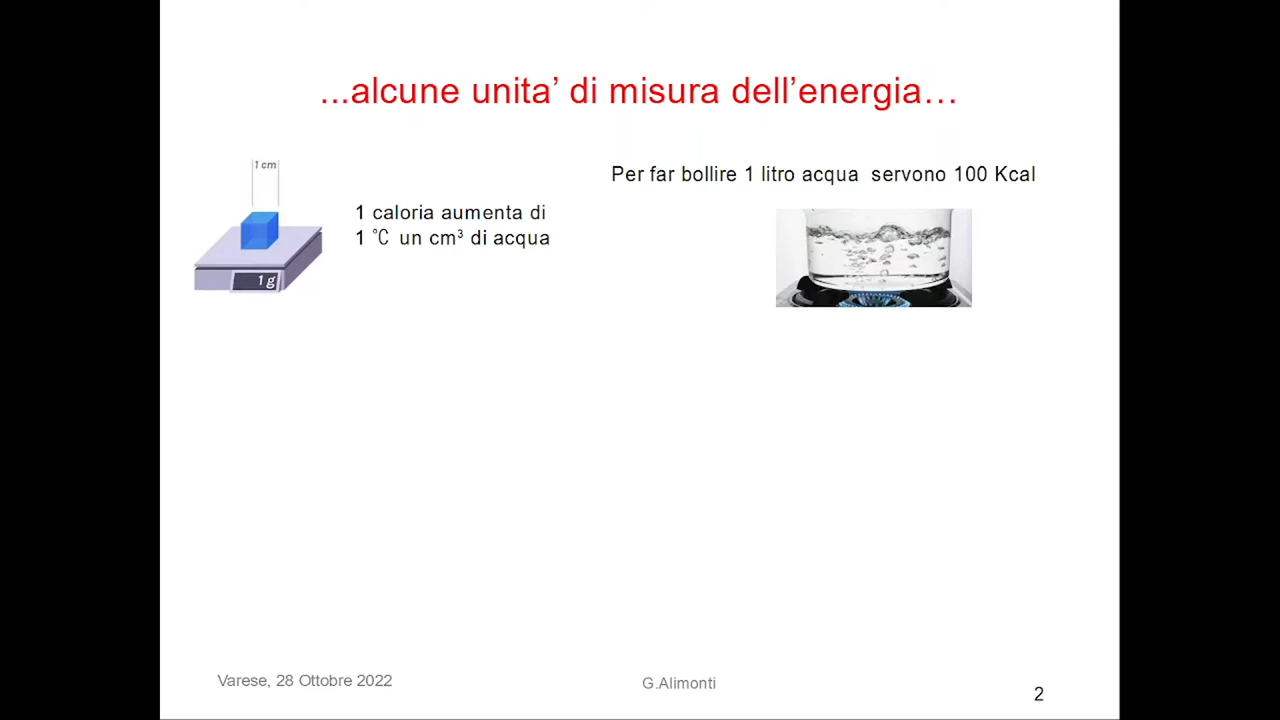 ...alcune unita’ di misura dell’energia…
1 cm
1 g
1 caloria aumenta di
1 ℃ un cm³ di acqua
Per far bollire 1 litro acqua servono 100 Kcal
Varese, 28 Ottobre 2022
G.Alimonti
2